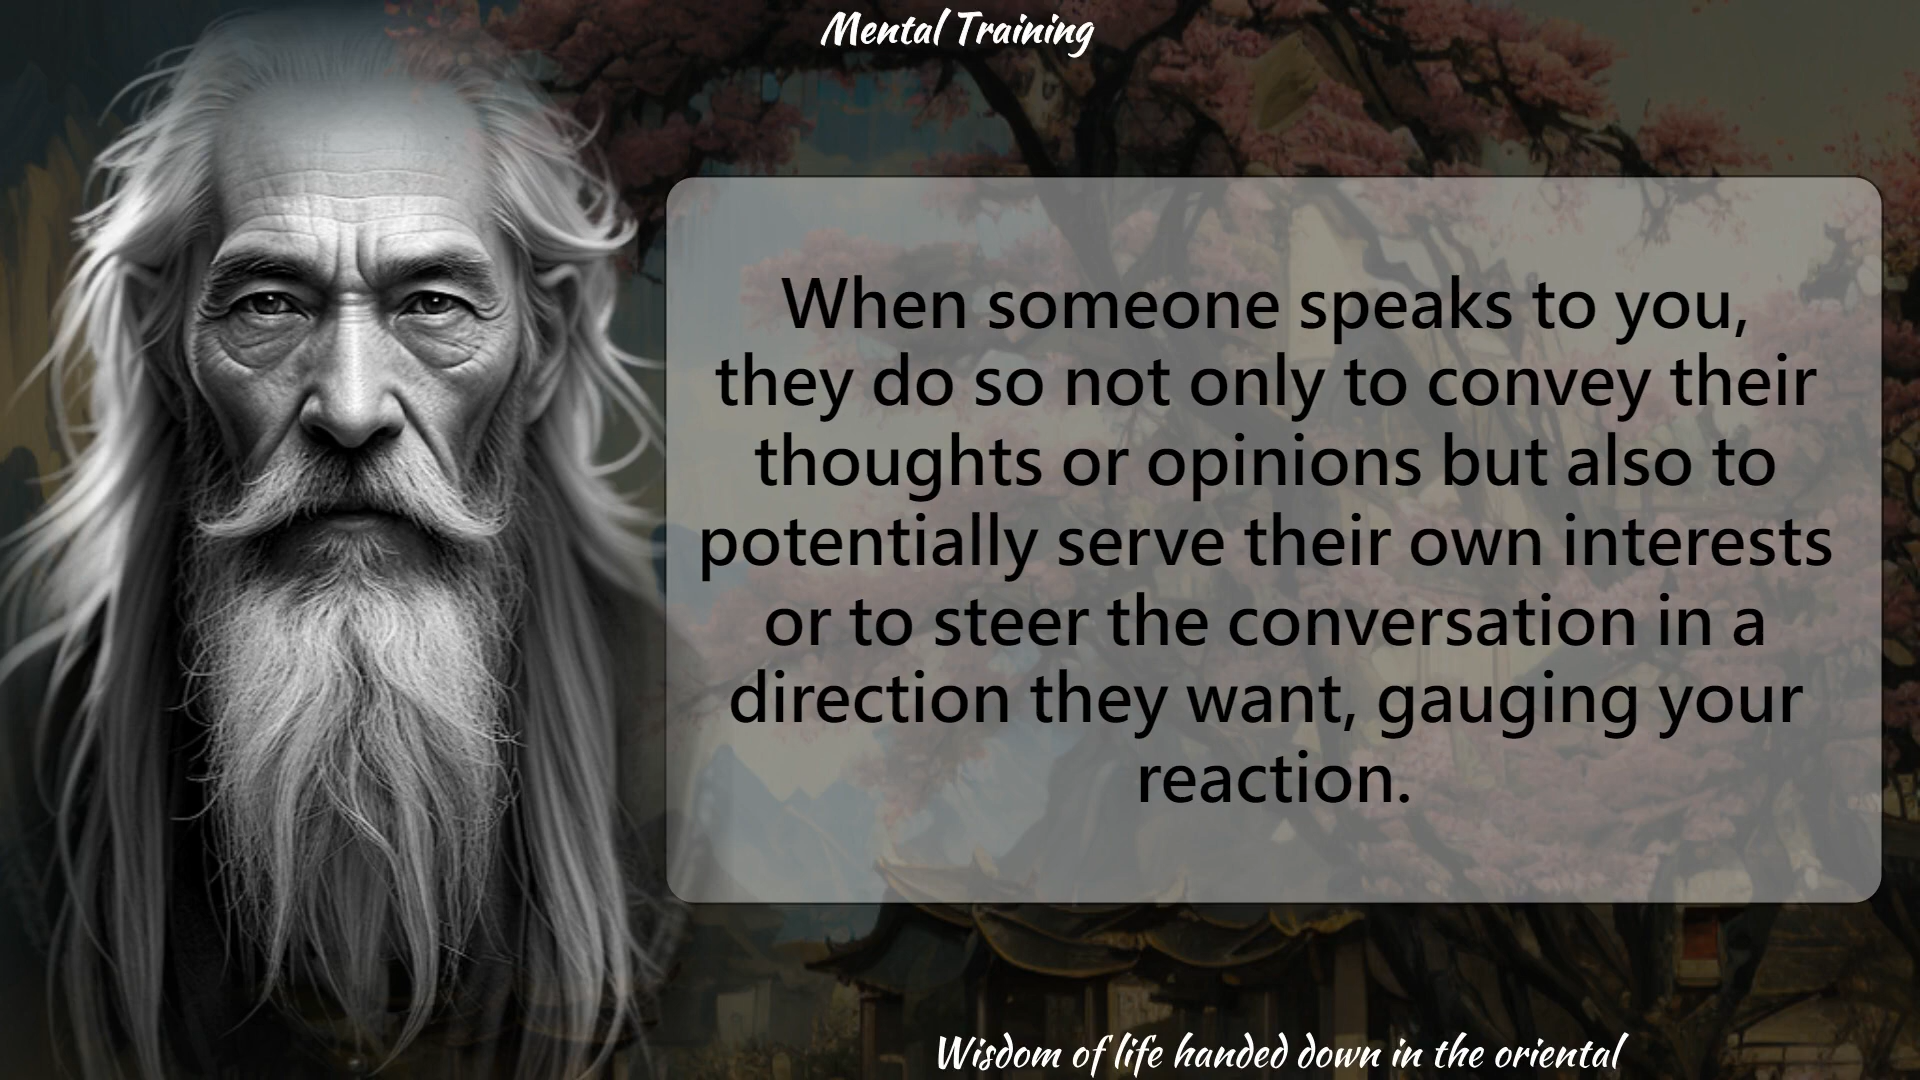 Mental Training
When someone speaks to you,
they do so not only to convey their
thoughts or opinions but also to
potentially serve their own interests
or to steer the conversation in a
direction they want, gauging your
reaction.
Wisdom of life handed down in the oriental